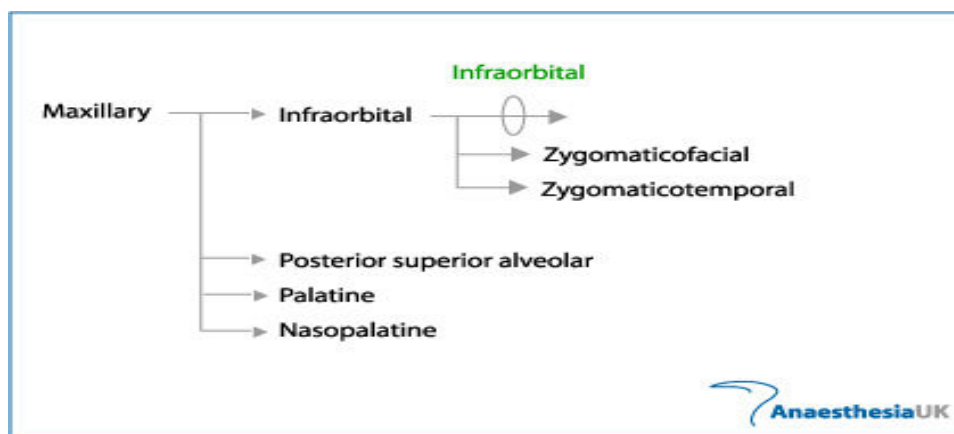 Infraorbital
Maxillary
Infraorbital
Zygomaticofacial
Zygomaticotemporal
Posterior superior alveolar
Palatine
Nasopalatine
AnaesthesiaUK